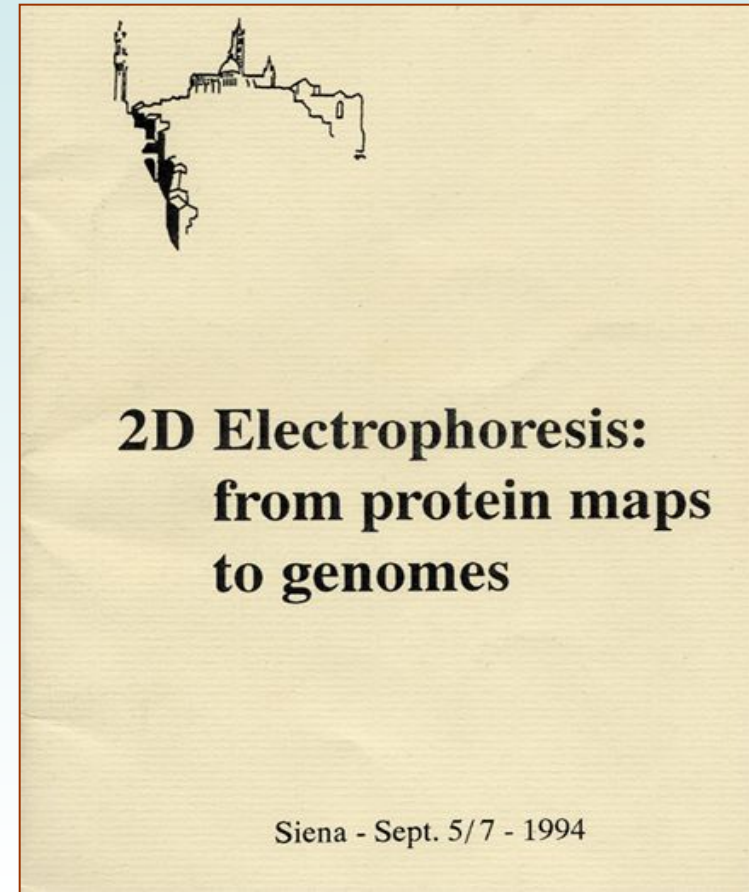 2D Electrophoresis:
from protein maps
to genomes
Siena - Sept. 5/7 - 1994